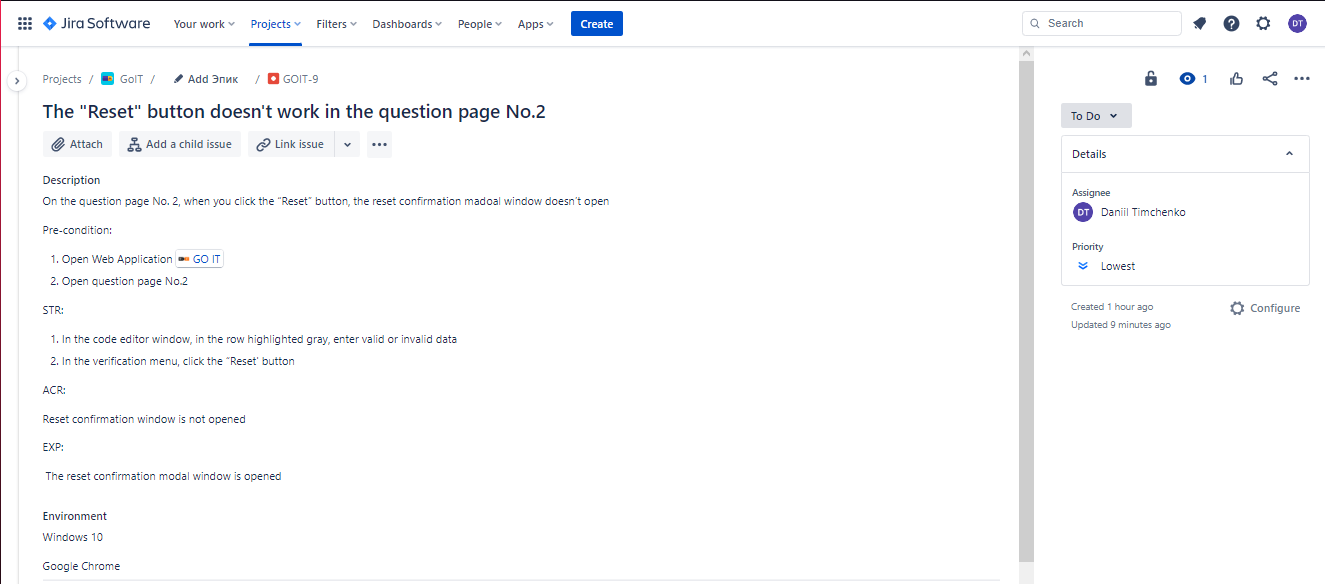 Jira Software Your work Projects Filters Dashboards People Apps Create Search DT
Projects / GoIT / Add Эпик / GOIT-9 1
The "Reset" button doesn't work in the question page No.2
To Do
Attach Add a child issue Link issue
Details
Description
On the question page No. 2, when you click the “Reset” button, the reset confirmation madoal window doesn't open
Assignee
DT Daniil Timchenko
Pre-condition:
Priority
Lowest
1. Open Web Application GO IT
2. Open question page No.2
Created 1 hour ago Configure
Updated 9 minutes ago
STR:
1. In the code editor window, in the row highlighted gray, enter valid or invalid data
2. In the verification menu, click the “Reset' button
ACR:
Reset confirmation window is not opened
EXP:
The reset confirmation modal window is opened
Environment
Windows 10
Google Chrome